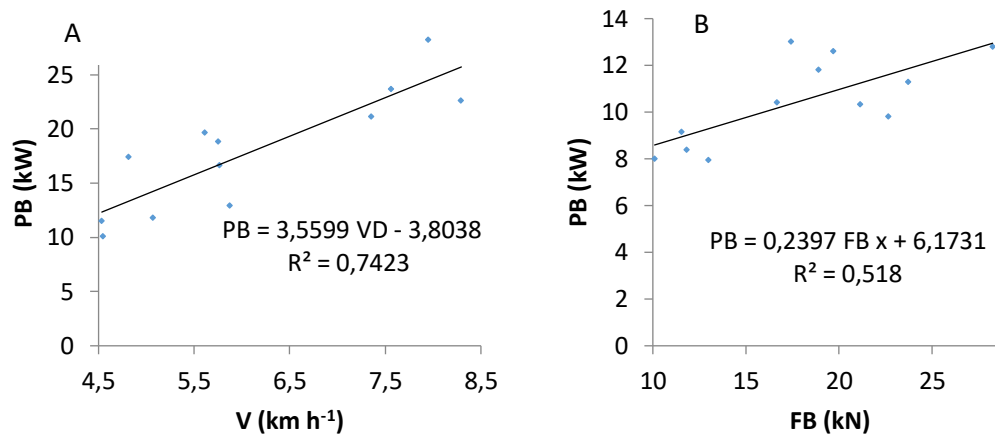 A
PB (kW)
25
20
15
10
5
0
PB = 3,5599 VD - 3,8038
R² = 0,7423
4,5 5,5 6,5 7,5 8,5
V (km h⁻¹)
B
PB (kW)
14
12
10
8
6
4
2
0
PB = 0,2397 FB x + 6,1731
R² = 0,518
10 15 20 25
FB (kN)